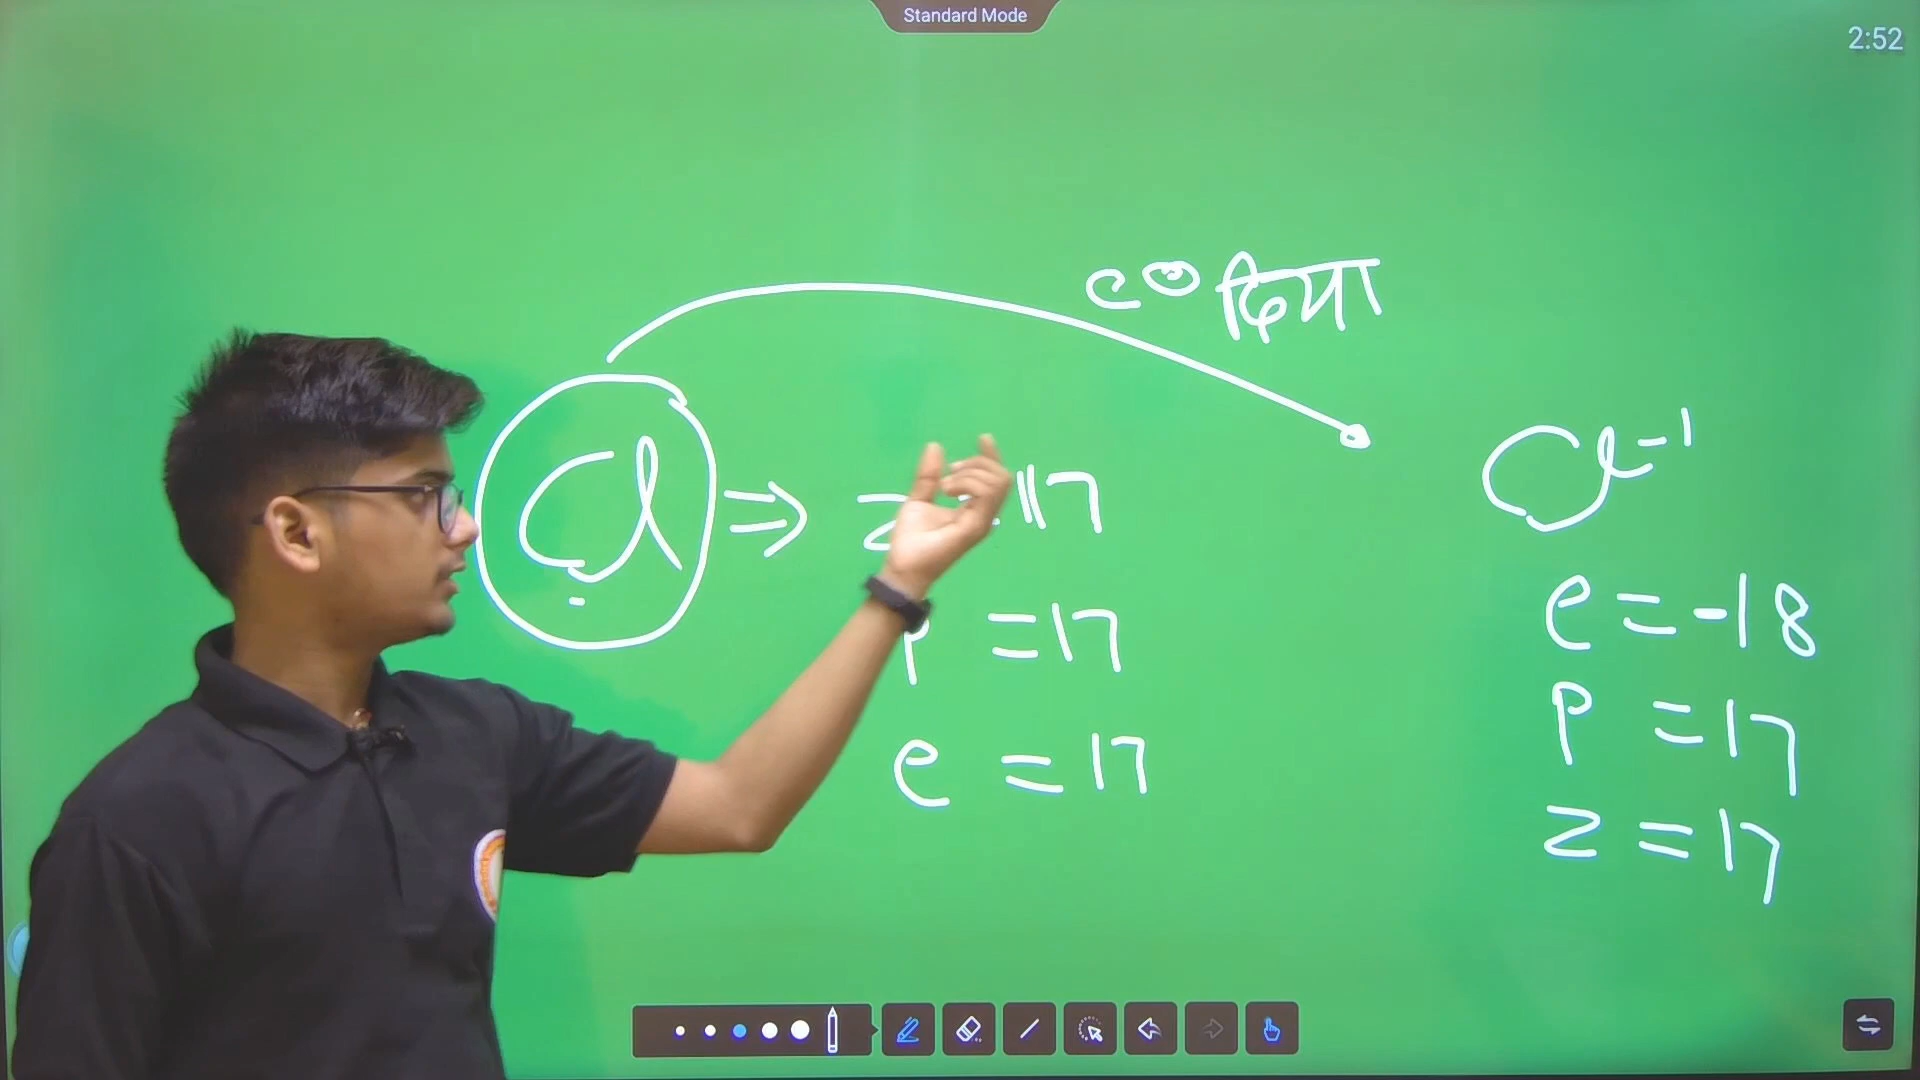 Standard Mode
2:52
e⊖ दिया
Cl ⇒ z = 17
Cl⁻¹
P = 17
e = 17
e = -18
P = 17
Z = 17